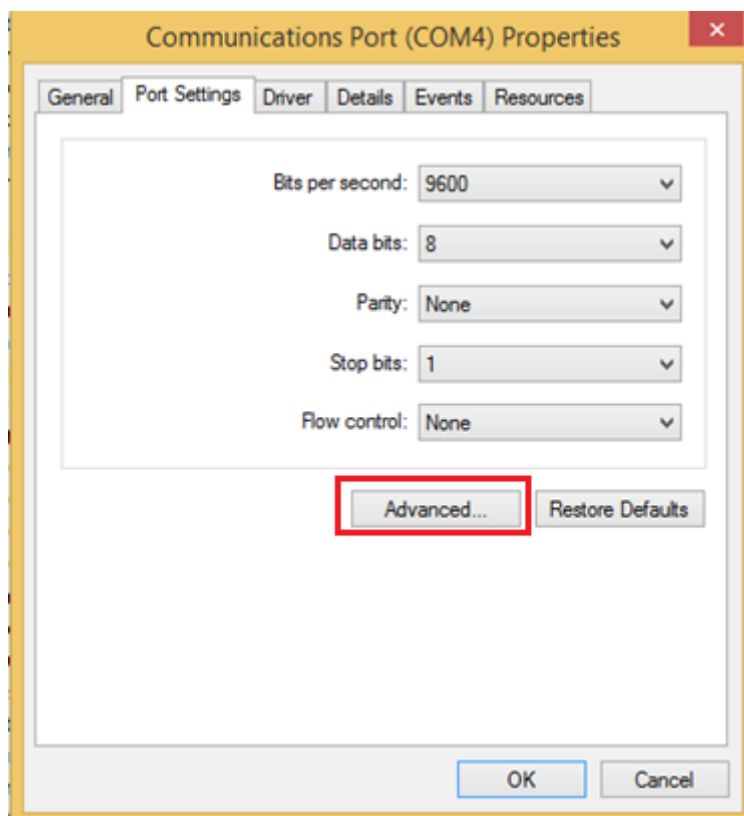 Communications Port (COM4) Properties
General Port Settings Driver Details Events Resources
Bits per second: 9600
Data bits: 8
Parity: None
Stop bits: 1
Flow control: None
Advanced... Restore Defaults
OK Cancel